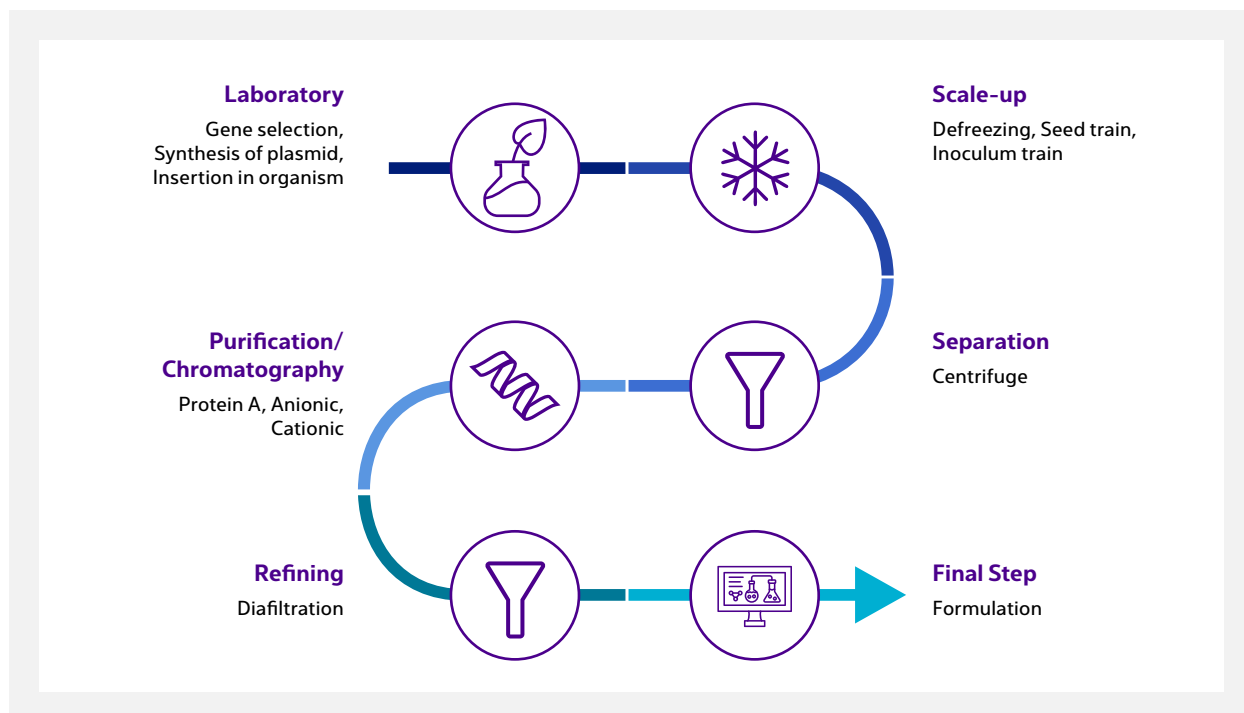 Laboratory
Gene selection,
Synthesis of plasmid,
Insertion in organism
Scale-up
Defreezing, Seed train,
Inoculum train
Separation
Centrifuge
Purification/
Chromatography
Protein A, Anionic,
Cationic
Refining
Diafiltration
Final Step
Formulation